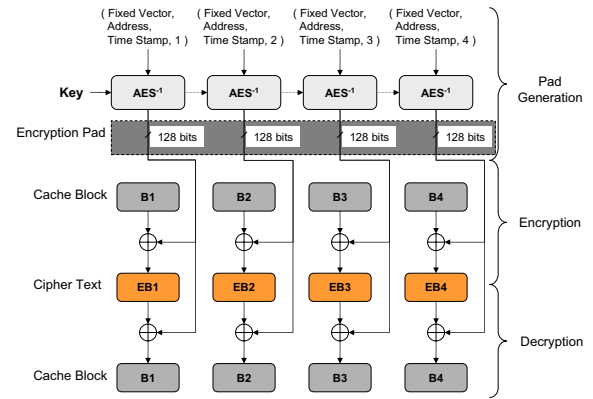 ( Fixed Vector, ( Fixed Vector, ( Fixed Vector, ( Fixed Vector,
Address, Address, Address, Address,
Time Stamp, 1 ) Time Stamp, 2 ) Time Stamp, 3 ) Time Stamp, 4 )
Key AES⁻¹ AES⁻¹ AES⁻¹ AES⁻¹
Pad
Generation
Encryption Pad 128 bits 128 bits 128 bits 128 bits
Cache Block B1 B2 B3 B4
Encryption
Cipher Text EB1 EB2 EB3 EB4
Decryption
Cache Block B1 B2 B3 B4